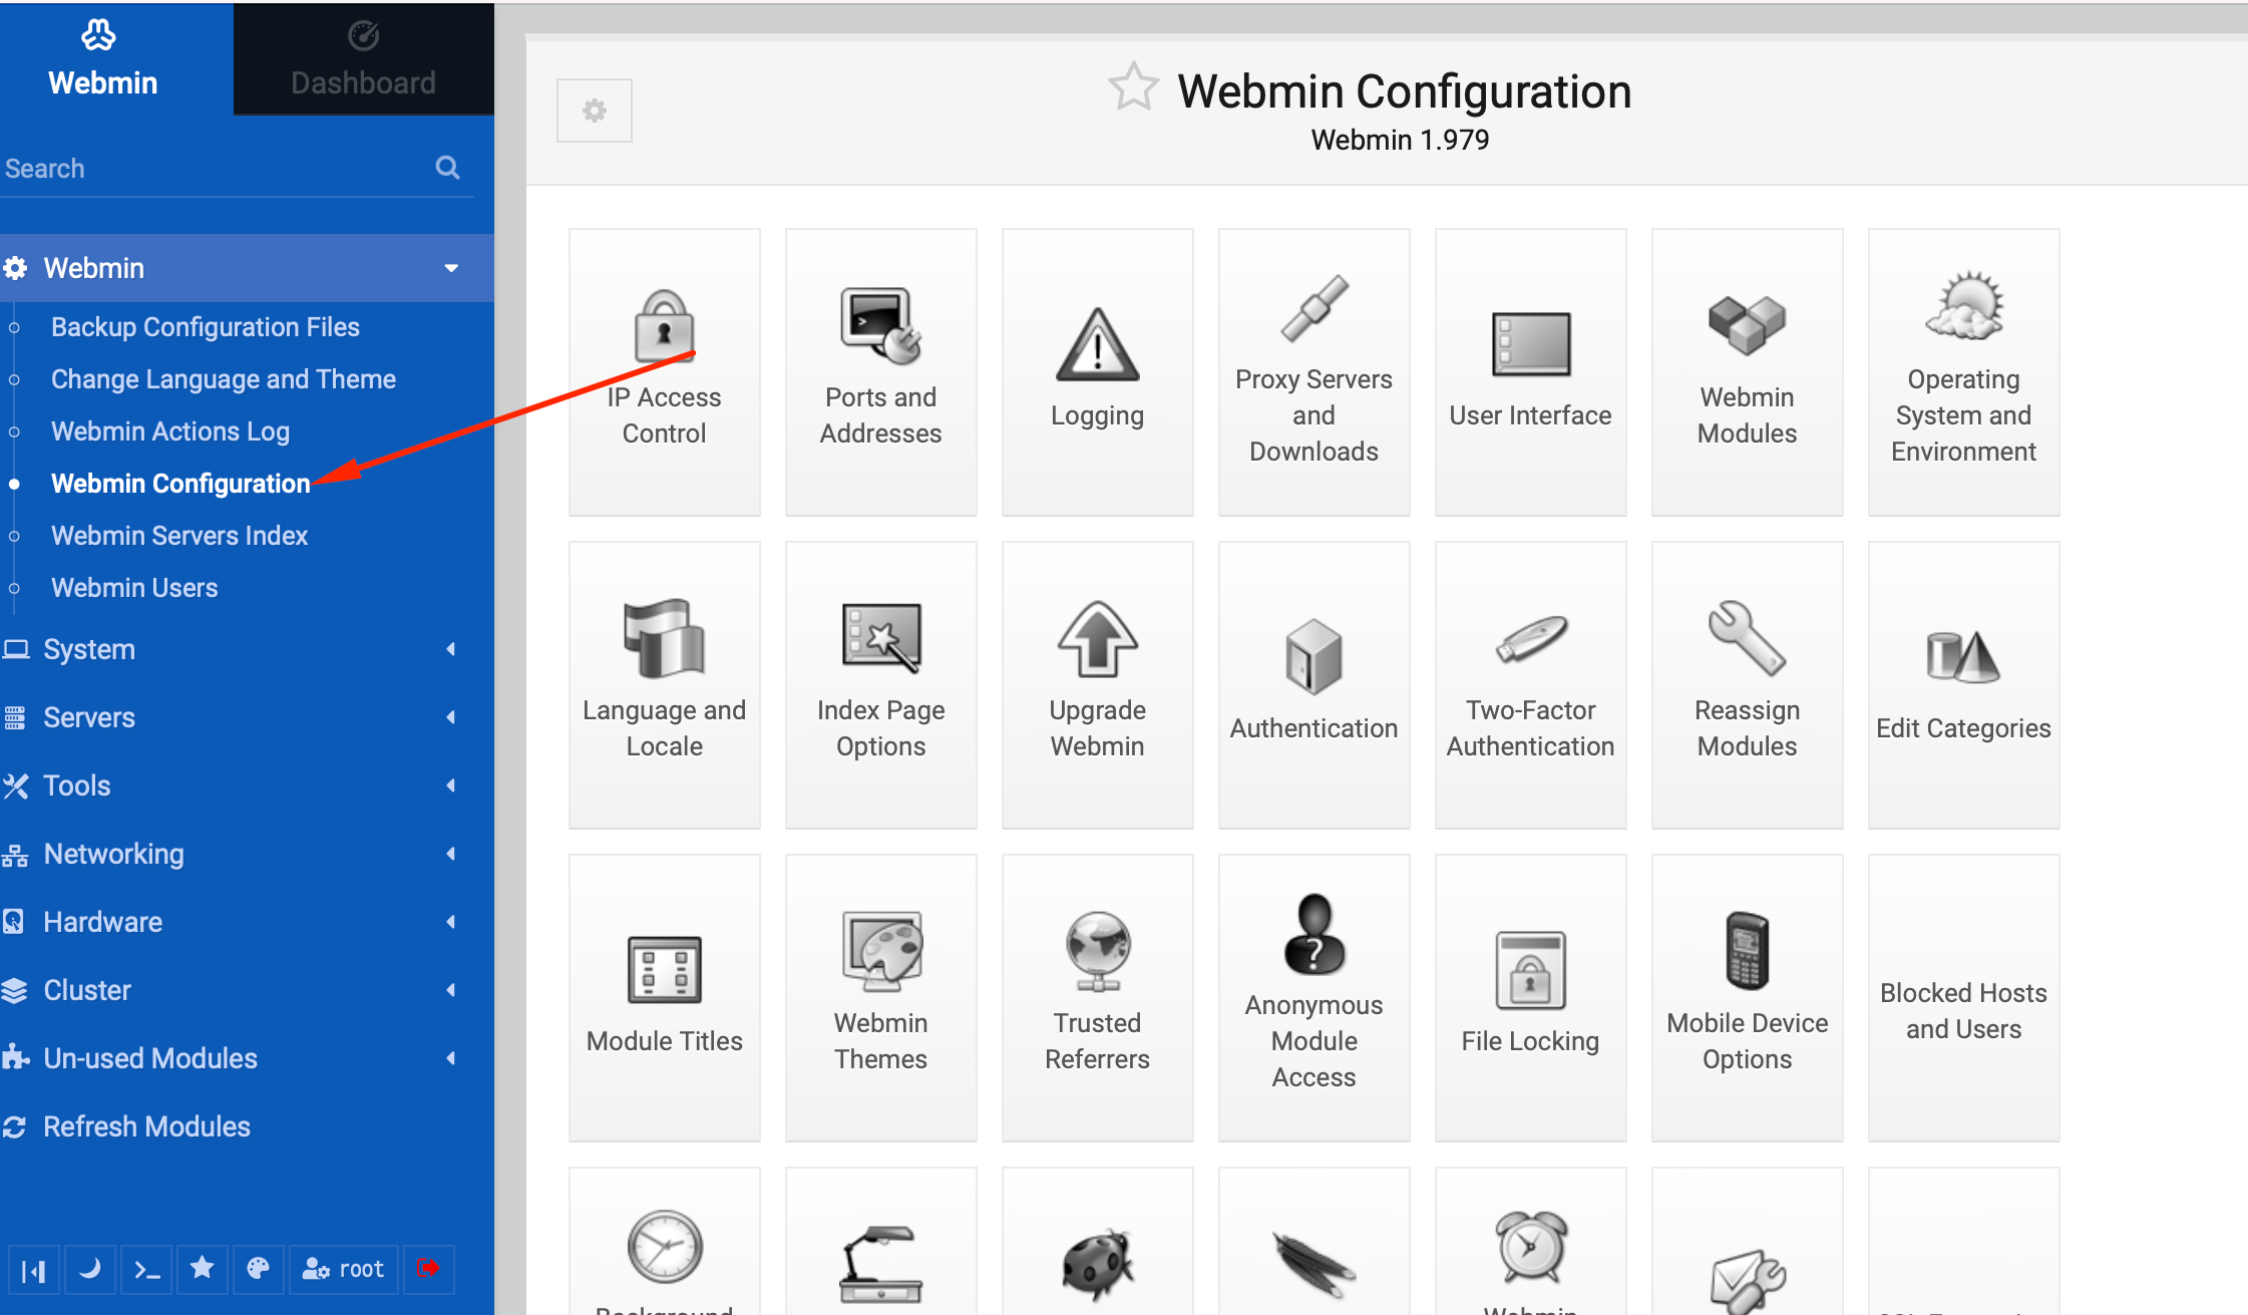 Webmin
Dashboard
Search
Webmin
Backup Configuration Files
Change Language and Theme
Webmin Actions Log
Webmin Configuration
Webmin Servers Index
Webmin Users
System
Servers
Tools
Networking
Hardware
Cluster
Un-used Modules
Refresh Modules
root
Webmin Configuration
Webmin 1.979
IP Access
Control
Ports and
Addresses
Logging
Proxy Servers
and
Downloads
User Interface
Webmin
Modules
Operating
System and
Environment
Language and
Locale
Index Page
Options
Upgrade
Webmin
Authentication
Two-Factor
Authentication
Reassign
Modules
Edit Categories
Module Titles
Webmin
Themes
Trusted
Referrers
Anonymous
Module
Access
File Locking
Mobile Device
Options
Blocked Hosts
and Users
Background
Webmin